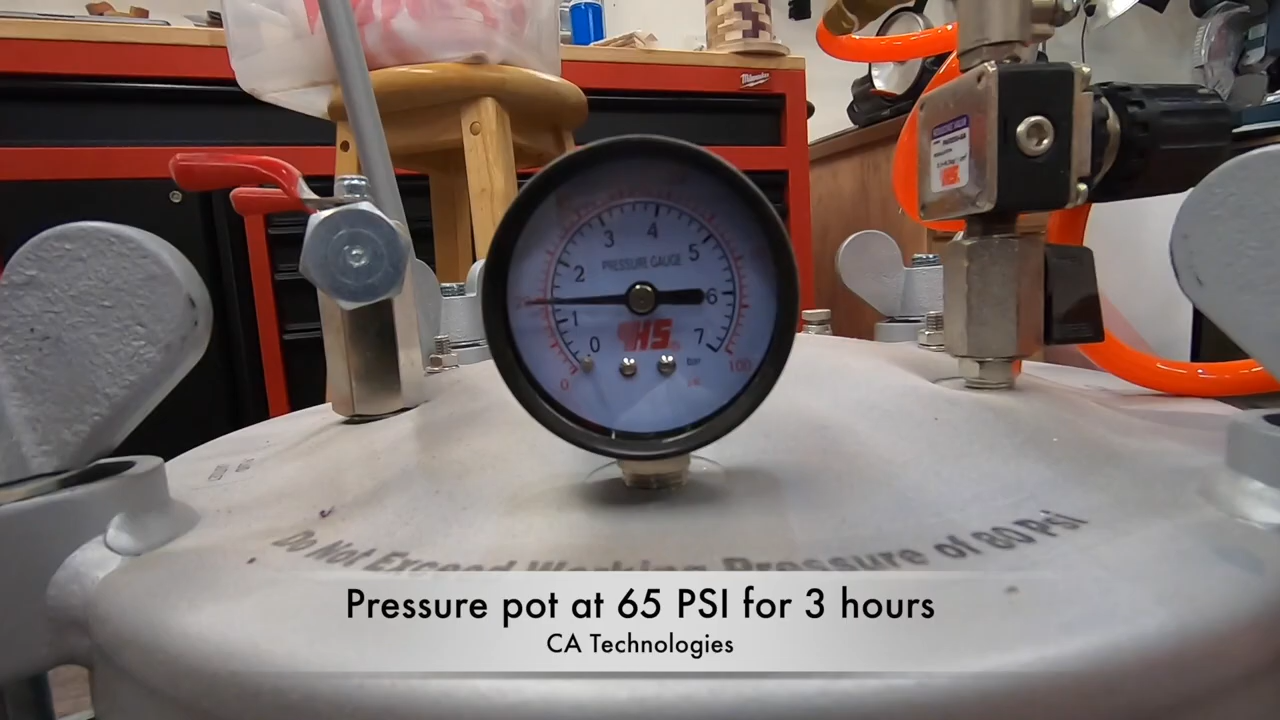 Milwaukee
3
4
2
5
PRESSURE GAUGE
6
1
HS
0
7
bar
0
100
Do Not Exceed Working Pressure of 80 Psi
Pressure pot at 65 PSI for 3 hours
CA Technologies